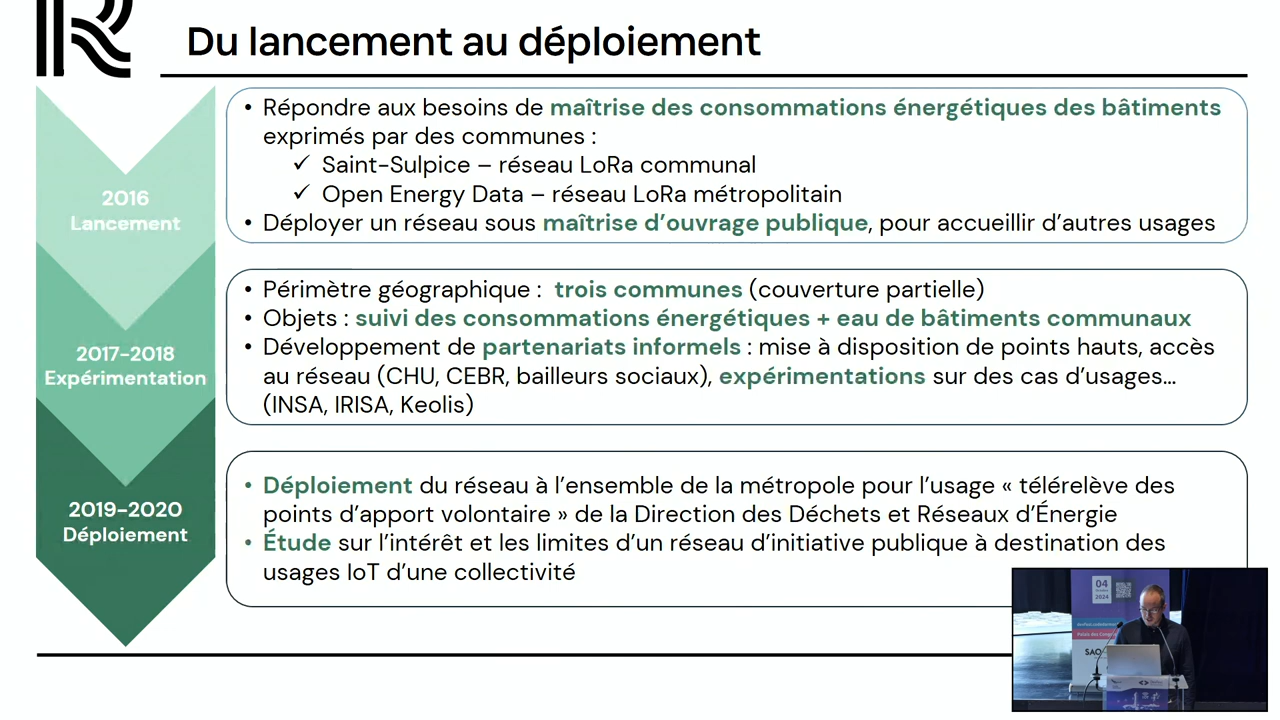 Du lancement au déploiement
2016
Lancement
• Répondre aux besoins de maîtrise des consommations énergétiques des bâtiments
exprimés par des communes :
✓ Saint-Sulpice – réseau LoRa communal
✓ Open Energy Data – réseau LoRa métropolitain
• Déployer un réseau sous maîtrise d’ouvrage publique, pour accueillir d’autres usages
2017-2018
Expérimentation
• Périmètre géographique : trois communes (couverture partielle)
• Objets : suivi des consommations énergétiques + eau de bâtiments communaux
• Développement de partenariats informels : mise à disposition de points hauts, accès
au réseau (CHU, CEBR, bailleurs sociaux), expérimentations sur des cas d’usages…
(INSA, IRISA, Keolis)
2019-2020
Déploiement
• Déploiement du réseau à l’ensemble de la métropole pour l’usage « télérelève des
points d’apport volontaire » de la Direction des Déchets et Réseaux d’Énergie
• Étude sur l’intérêt et les limites d’un réseau d’initiative publique à destination des
usages IoT d’une collectivité
04
2024